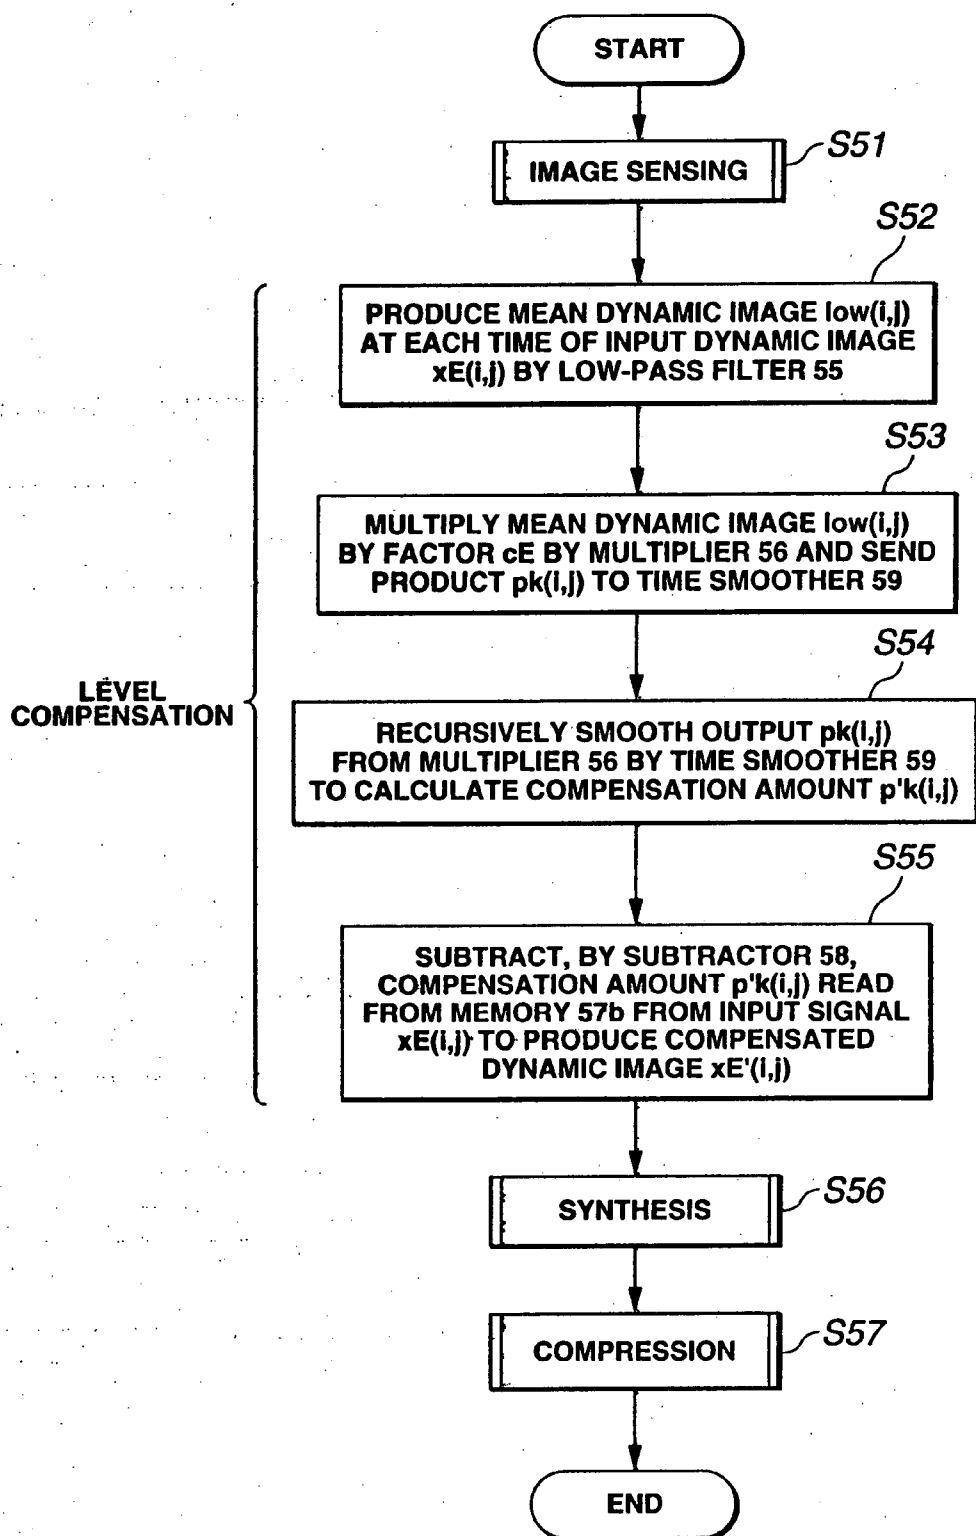 START
IMAGE SENSING
S51
S52
PRODUCE MEAN DYNAMIC IMAGE low(i,j)
AT EACH TIME OF INPUT DYNAMIC IMAGE
xE(i,j) BY LOW-PASS FILTER 55
S53
MULTIPLY MEAN DYNAMIC IMAGE low(i,j)
BY FACTOR cE BY MULTIPLIER 56 AND SEND
PRODUCT pk(i,j) TO TIME SMOOTHER 59
S54
LEVEL
COMPENSATION
RECURSIVELY SMOOTH OUTPUT pk(i,j)
FROM MULTIPLIER 56 BY TIME SMOOTHER 59
TO CALCULATE COMPENSATION AMOUNT p'k(i,j)
S55
SUBTRACT, BY SUBTRACTOR 58,
COMPENSATION AMOUNT p'k(i,j) READ
FROM MEMORY 57b FROM INPUT SIGNAL
xE(i,j) TO PRODUCE COMPENSATED
DYNAMIC IMAGE xE'(i,j)
SYNTHESIS
S56
COMPRESSION
S57
END